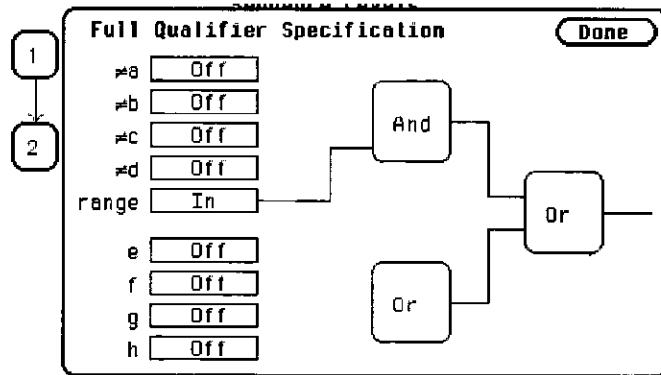 Full Qualifier Specification
Done
1
2
≠a Off
≠b Off
≠c Off
≠d Off
range In
e Off
f Off
g Off
h Off
And
Or
Or